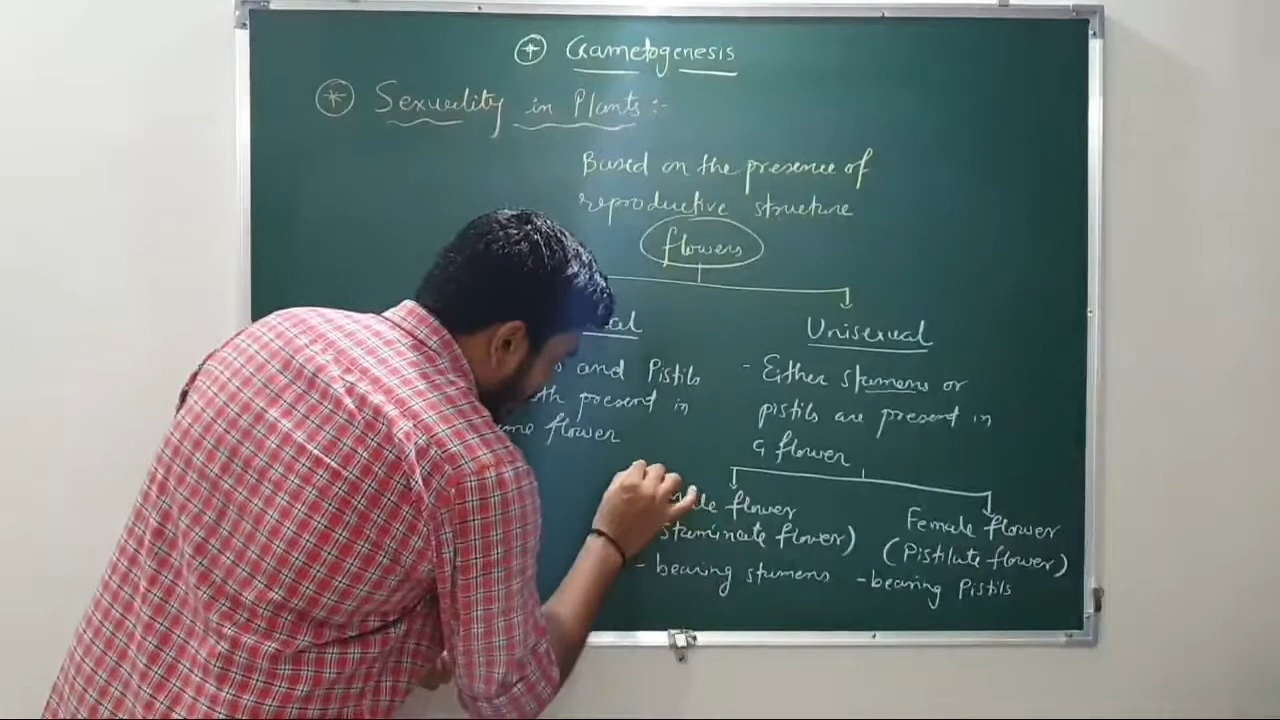 Gametogenesis
Sexuality in Plants :-
Based on the presence of
reproductive structure
flowers
Unisexual
and Pistils
present in
flower
- Either stamens or
pistils are present in
a flower
flower
staminate flower)
- bearing stamens
Female flower
(Pistilate flower)
- bearing Pistils